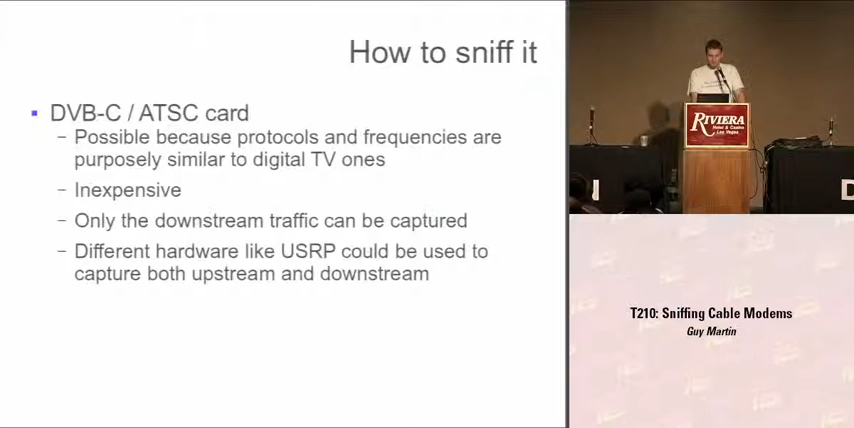 How to sniff it
DVB-C / ATSC card
– Possible because protocols and frequencies are
purposely similar to digital TV ones
– Inexpensive
– Only the downstream traffic can be captured
– Different hardware like USRP could be used to
capture both upstream and downstream
RIVIERA
Hotel & Casino
Las Vegas
T210: Sniffing Cable Modems
Guy Martin